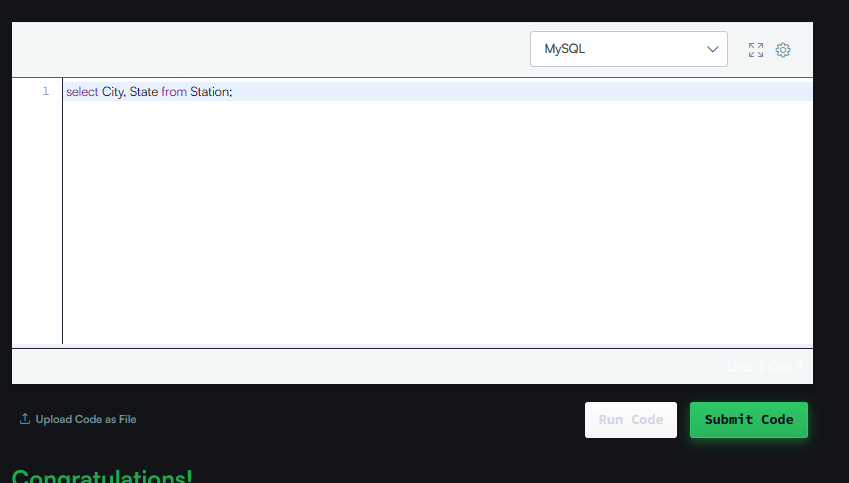 MySQL
1 select City, State from Station;
Line: 1 Col: 7
Upload Code as File
Run Code
Submit Code
Congratulations!